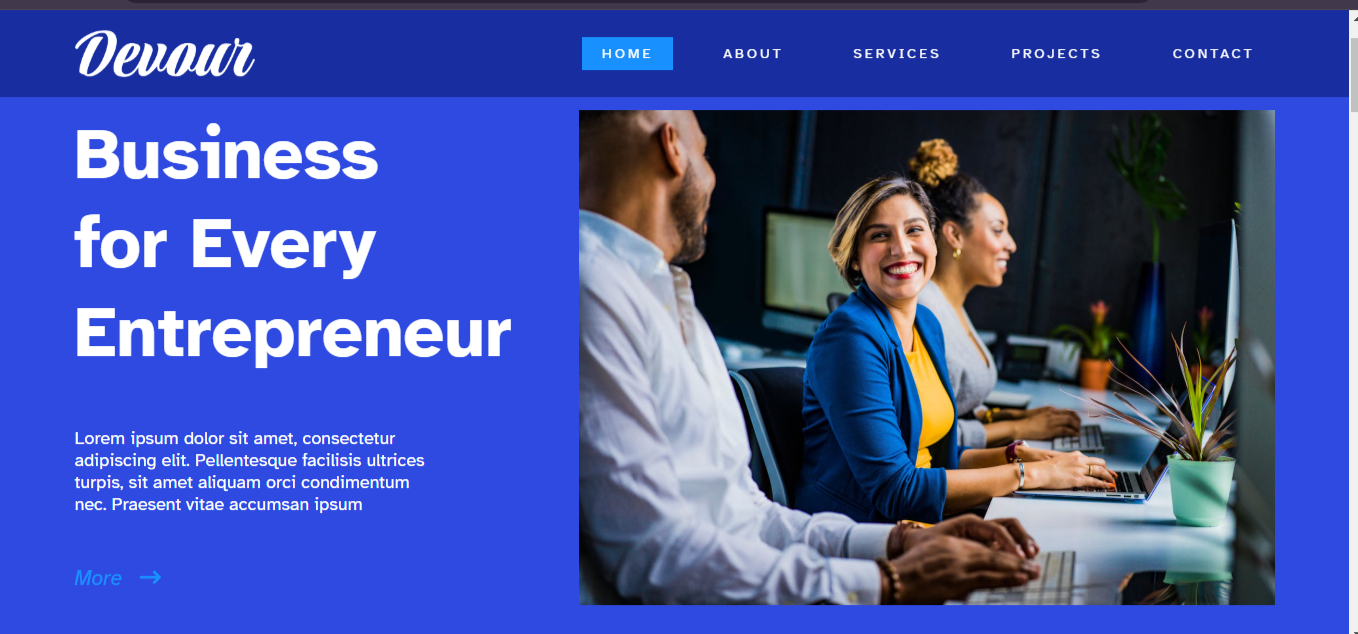 Devour
HOME ABOUT SERVICES PROJECTS CONTACT
Business
for Every
Entrepreneur
Lorem ipsum dolor sit amet, consectetur
adipiscing elit. Pellentesque facilisis ultrices
turpis, sit amet aliquam orci condimentum
nec. Praesent vitae accumsan ipsum
More →